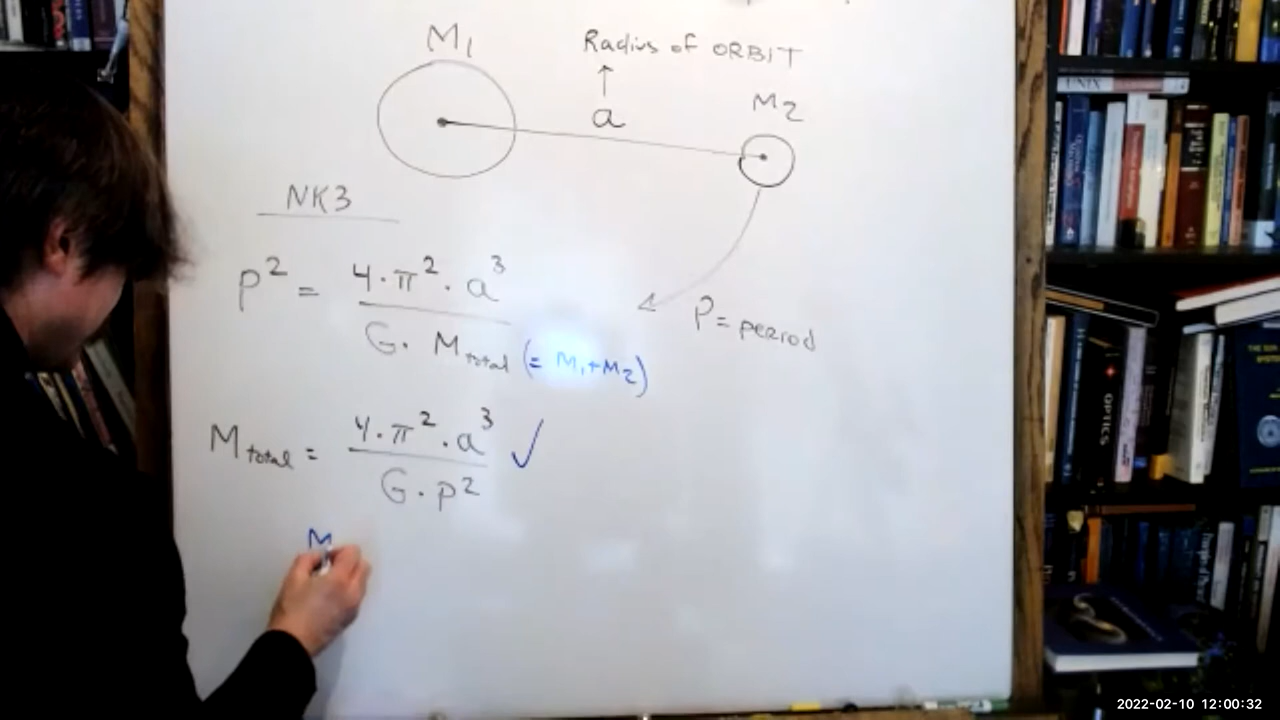 M1
Radius of ORBIT
↑
a
M2
NK3
p² = 4·π²·a³ / G·Mtotal (= M1+M2)
P = period
Mtotal = 4·π²·a³ / G·p² ✓
M
UNIX
OPTICS
2022-02-10 12:00:32